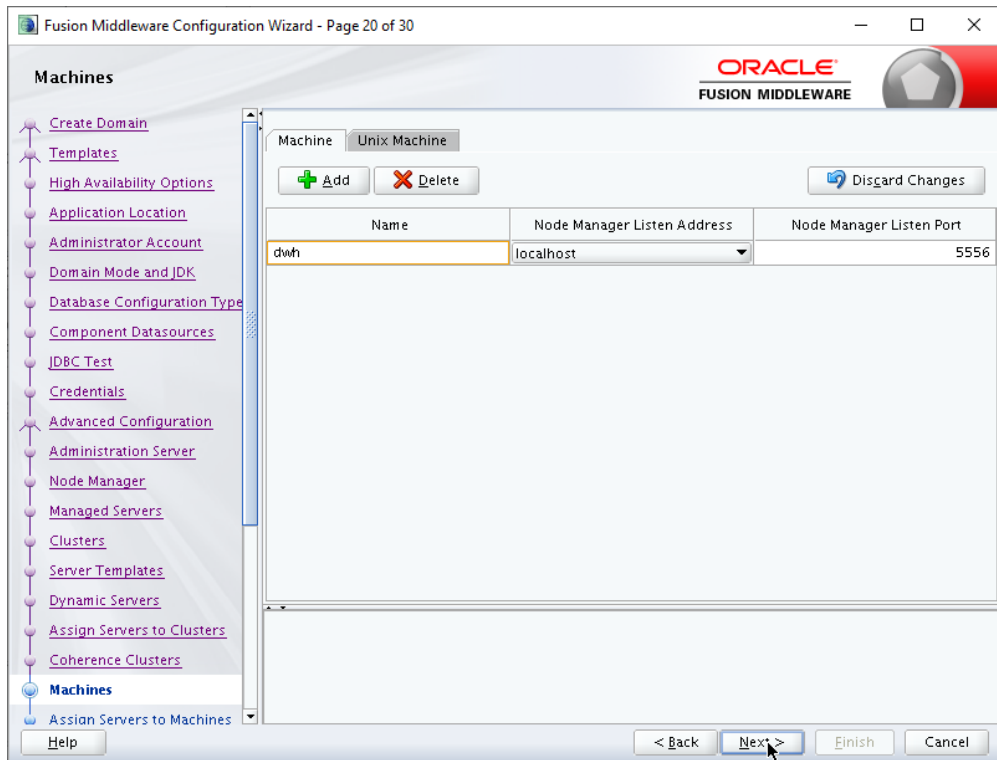 Fusion Middleware Configuration Wizard - Page 20 of 30
Machines
ORACLE
FUSION MIDDLEWARE
Create Domain
Templates
High Availability Options
Application Location
Administrator Account
Domain Mode and JDK
Database Configuration Type
Component Datasources
JDBC Test
Credentials
Advanced Configuration
Administration Server
Node Manager
Managed Servers
Clusters
Server Templates
Dynamic Servers
Assign Servers to Clusters
Coherence Clusters
Machines
Assign Servers to Machines
Machine Unix Machine
Add Delete Discard Changes
Name Node Manager Listen Address Node Manager Listen Port
dwh localhost 5556
Help < Back Next > Finish Cancel